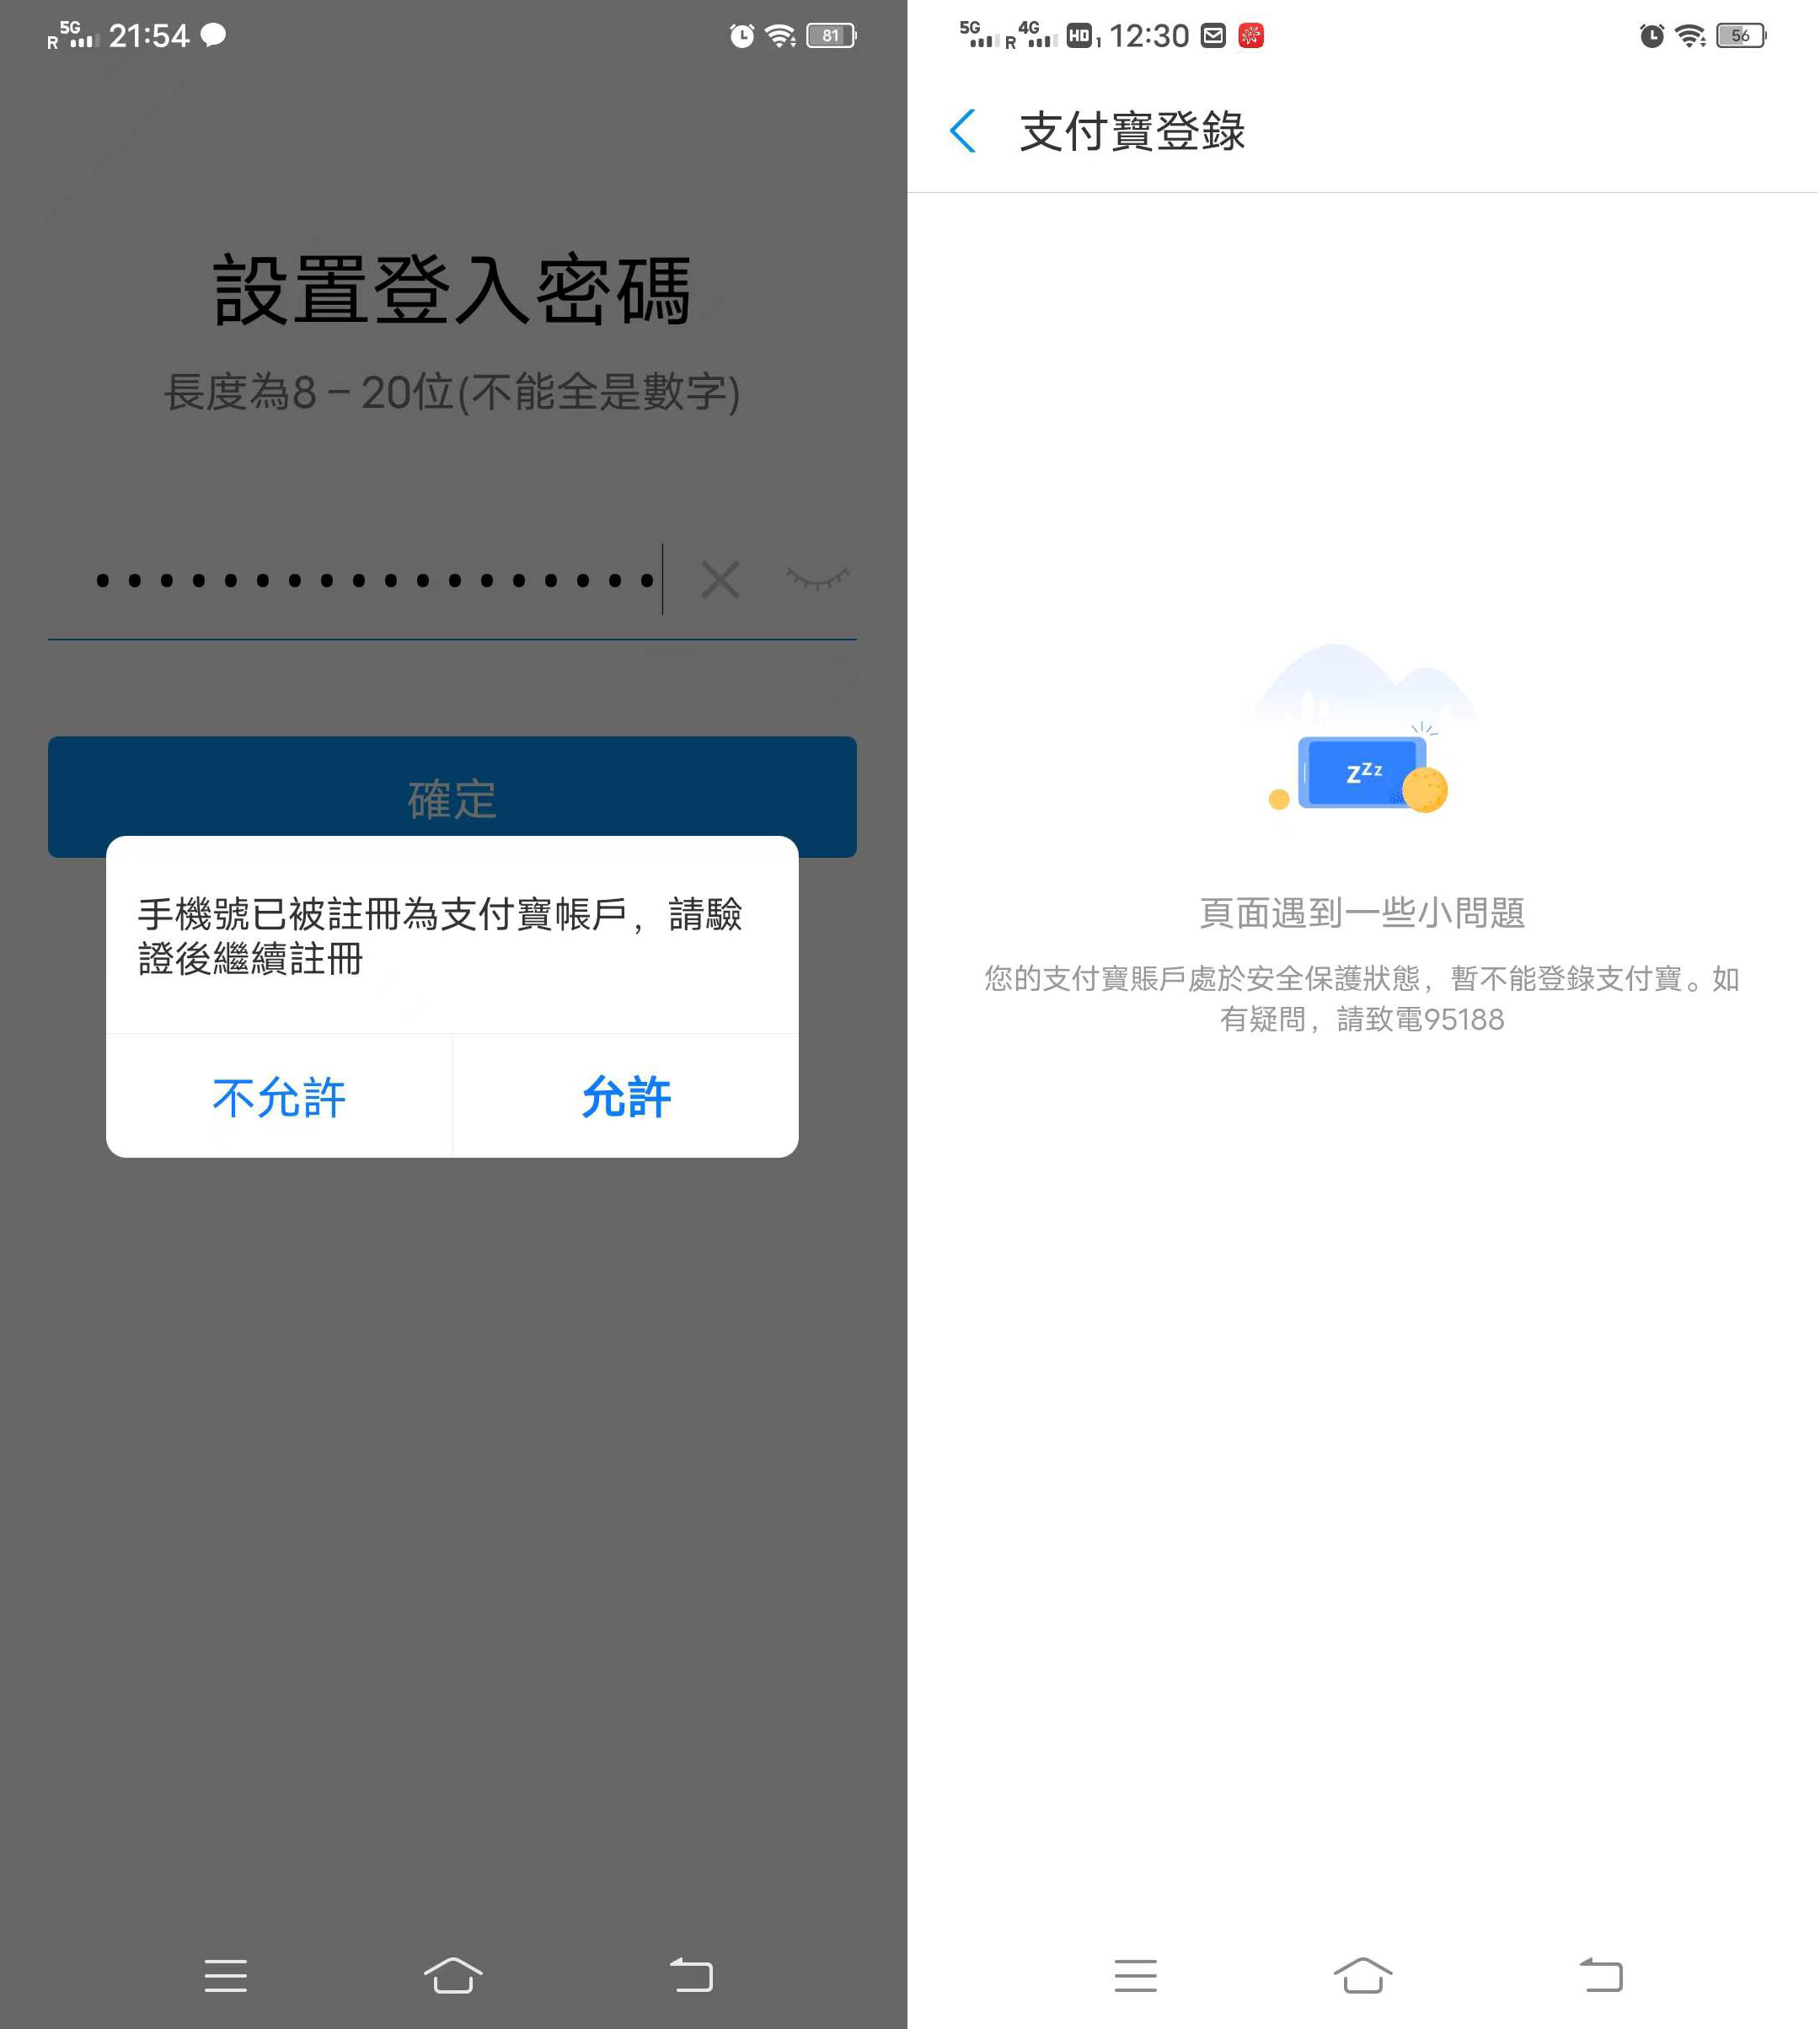 R 5G 21:54
81
設置登入密碼
長度為8－20位(不能全是數字)
確定
手機號已被註冊為支付寶帳戶，請驗
證後繼續註冊
不允許
允許
5G R 4G HD 1 12:30
56
支付寶登錄
zzz
頁面遇到一些小問題
您的支付寶賬戶處於安全保護狀態，暫不能登錄支付寶。如
有疑問，請致電95188